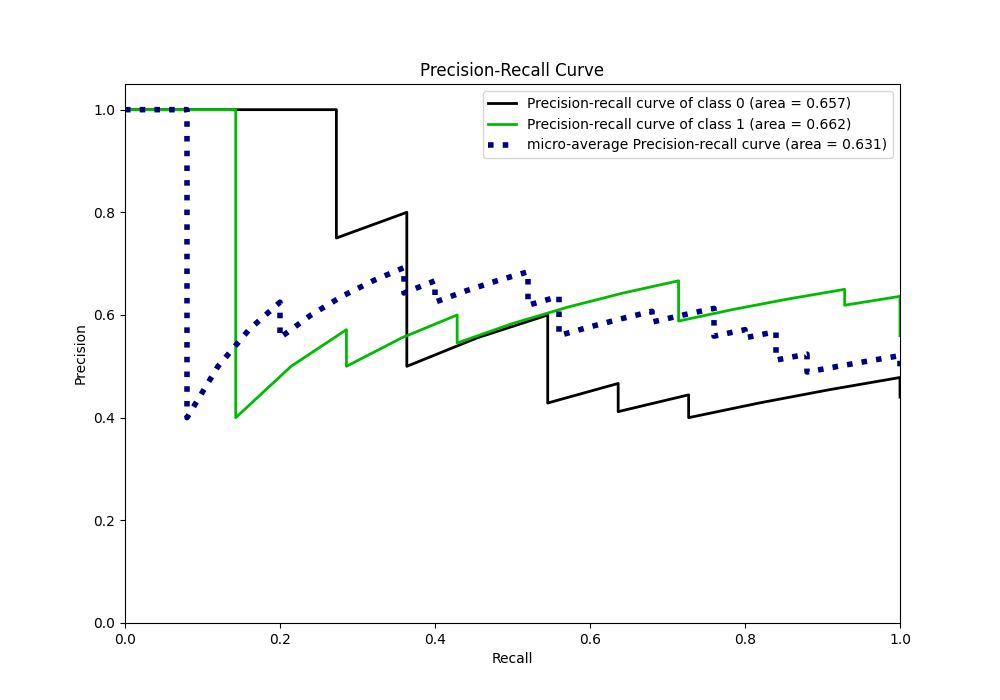 Precision-Recall Curve
Precision-recall curve of class 0 (area = 0.657)
Precision-recall curve of class 1 (area = 0.662)
micro-average Precision-recall curve (area = 0.631)
1.0
0.8
0.6
0.4
0.2
0.0
Precision
0.0 0.2 0.4 0.6 0.8 1.0
Recall